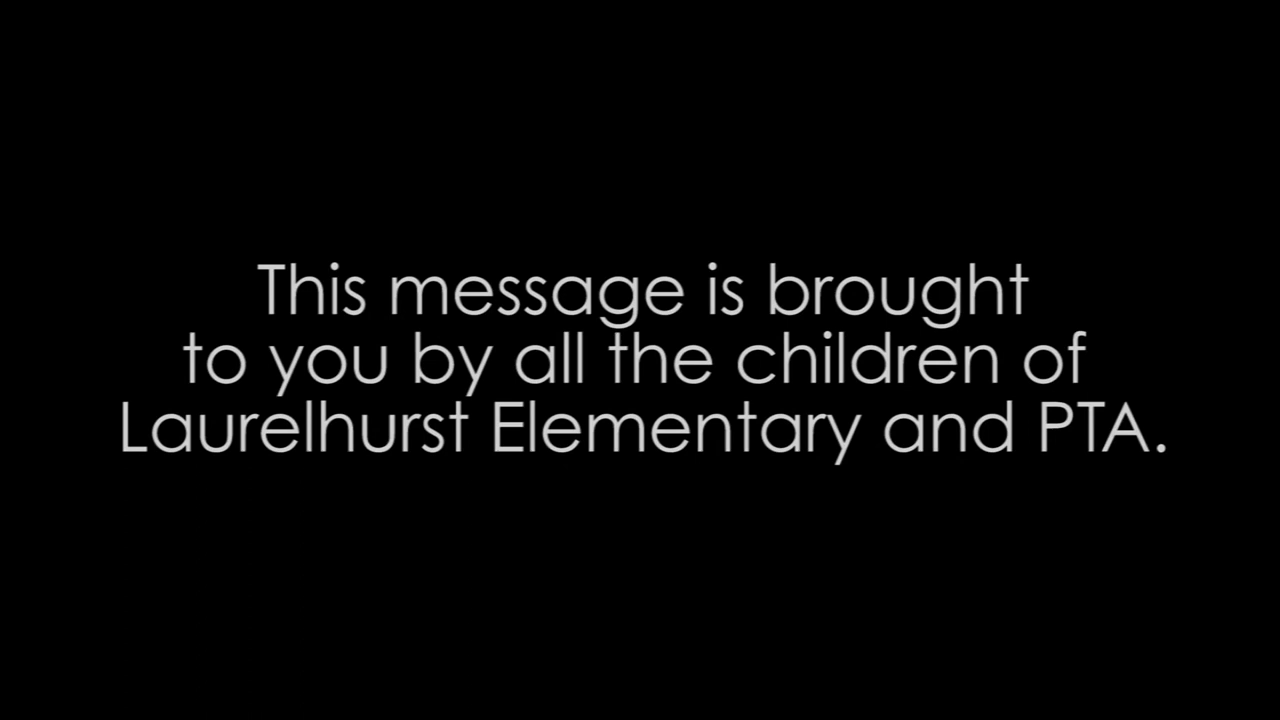 This message is brought
to you by all the children of
Laurelhurst Elementary and PTA.